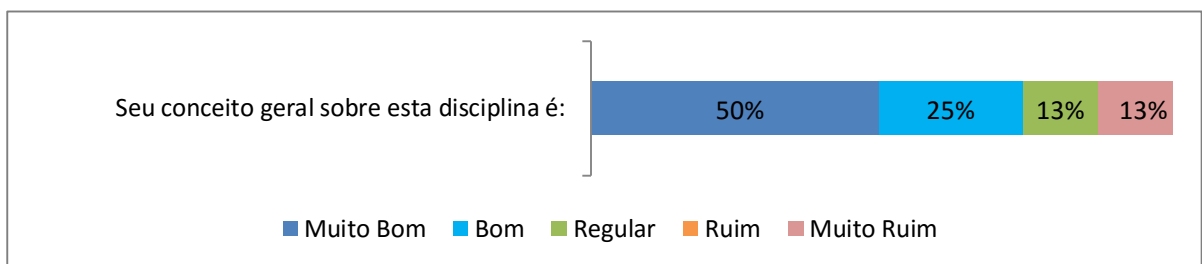 Seu conceito geral sobre esta disciplina é: 50% 25% 13% 13%
Muito Bom Bom Regular Ruim Muito Ruim